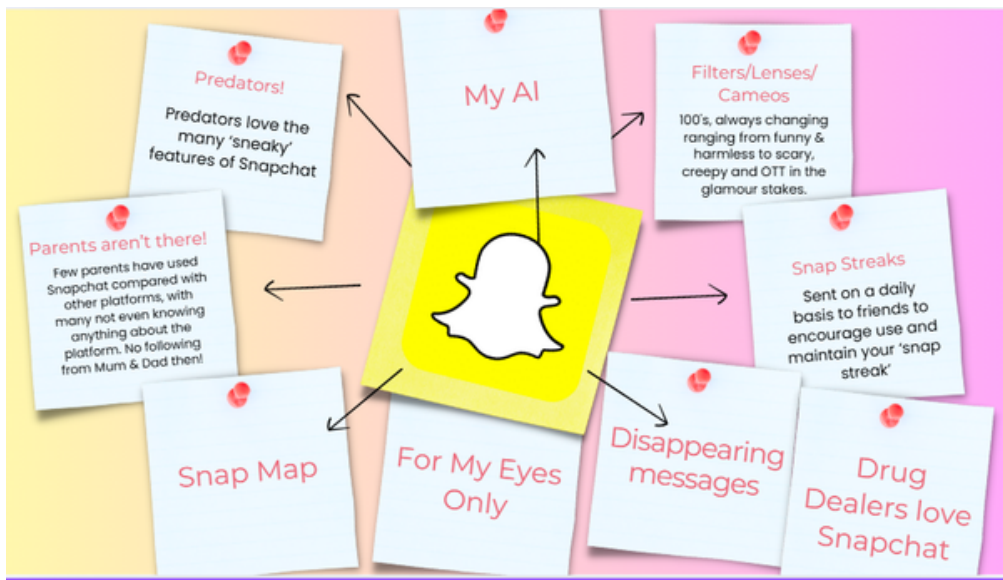 Predators!
Predators love the
many ‘sneaky’
features of Snapchat
My AI
Filters/Lenses/
Cameos
100's, always changing
ranging from funny &
harmless to scary,
creepy and OTT in the
glamour stakes.
Parents aren't there!
Few parents have used
Snapchat compared with
other platforms, with
many not even knowing
anything about the
platform. No following
from Mum & Dad then!
Snap Streaks
Sent on a daily
basis to friends to
encourage use and
maintain your ‘snap
streak’
Snap Map
For My Eyes
Only
Disappearing
messages
Drug
Dealers love
Snapchat